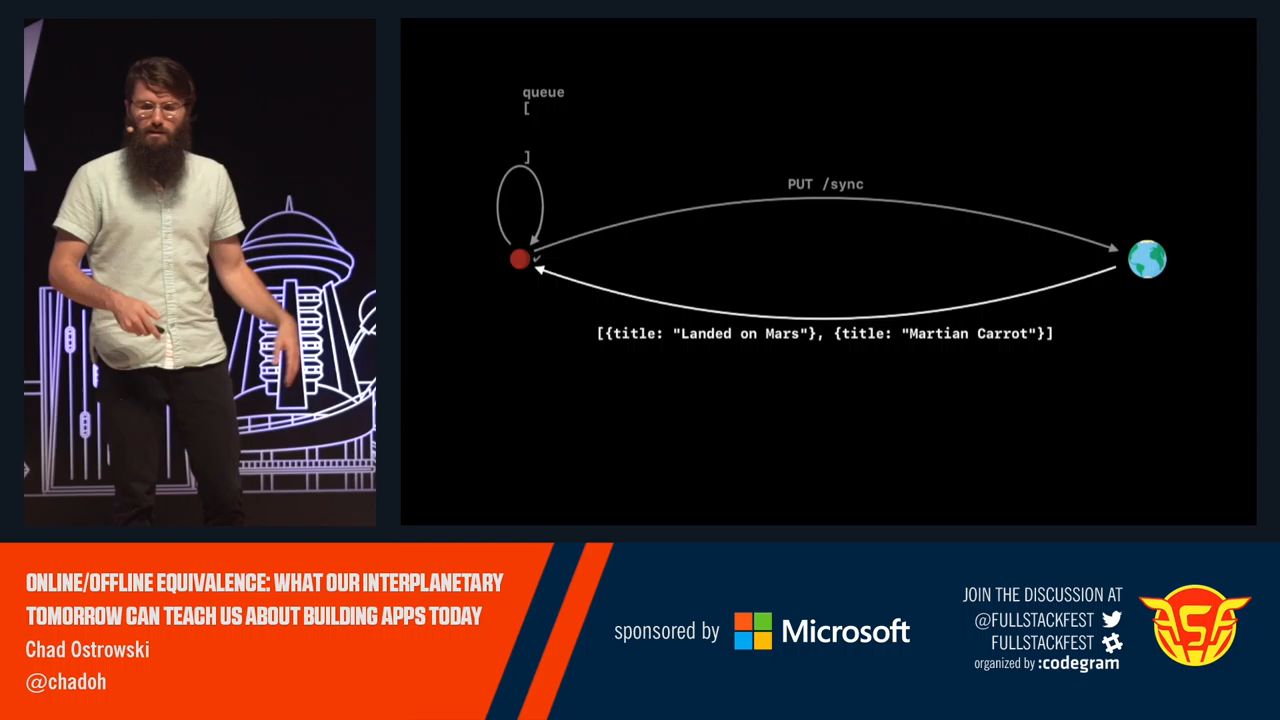 queue
[
]
PUT /sync
[{title: "Landed on Mars"}, {title: "Martian Carrot"}]
ONLINE/OFFLINE EQUIVALENCE: WHAT OUR INTERPLANETARY
TOMORROW CAN TEACH US ABOUT BUILDING APPS TODAY
Chad Ostrowski
@chadoh
sponsored by Microsoft
JOIN THE DISCUSSION AT
@FULLSTACKFEST
FULLSTACKFEST
organized by :codegram
FSF